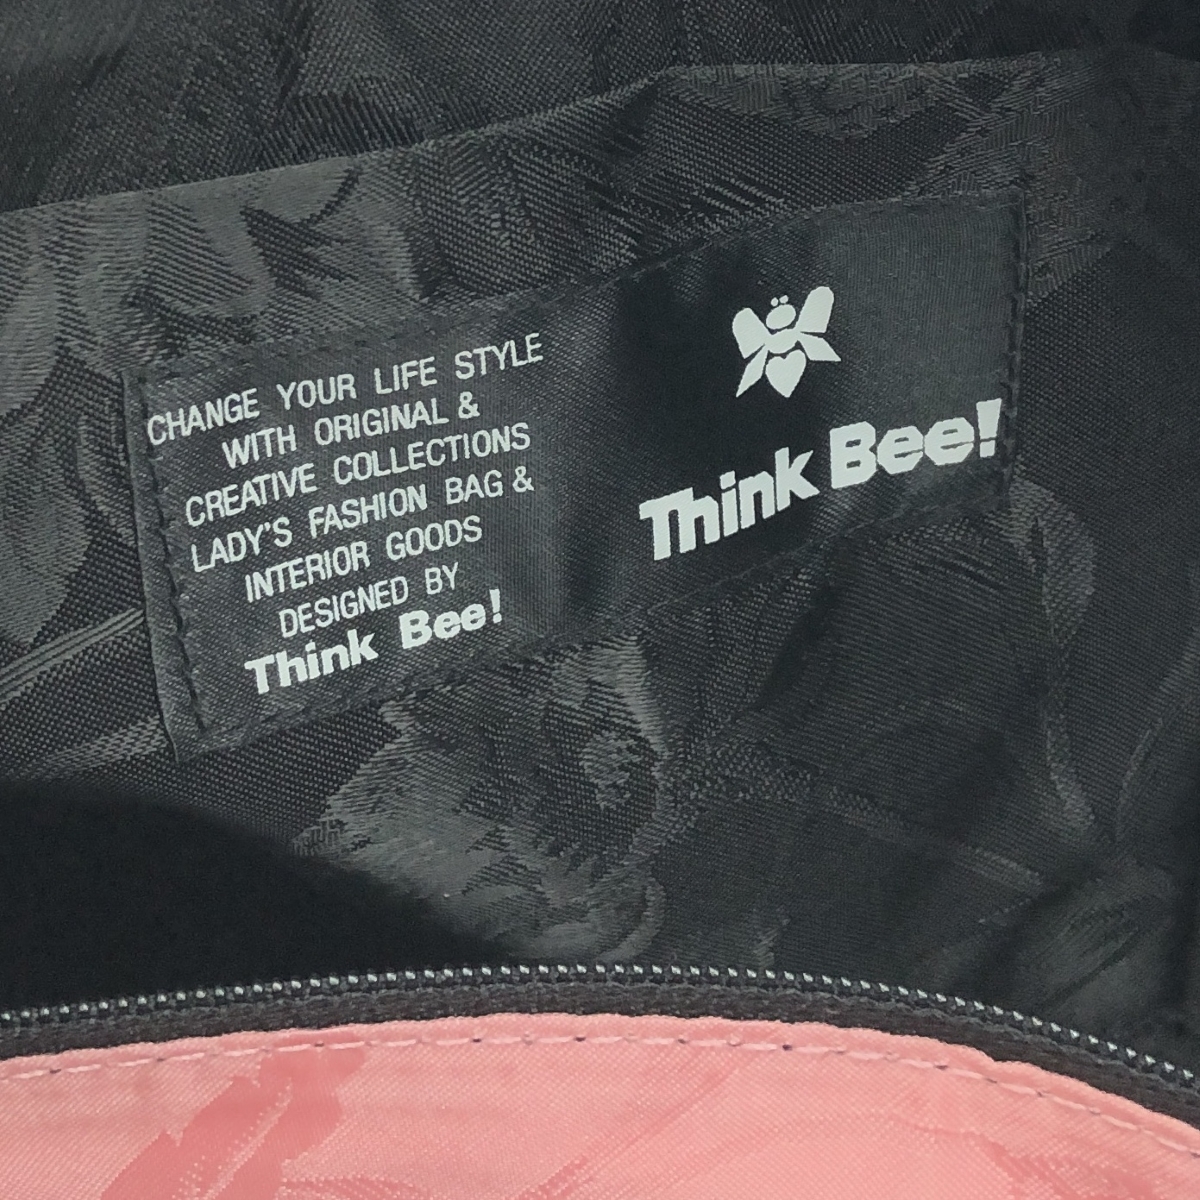 CHANGE YOUR LIFE STYLE
WITH ORIGINAL &
CREATIVE COLLECTIONS
LADY'S FASHION BAG &
INTERIOR GOODS
DESIGNED BY
Think Bee!
Think Bee!